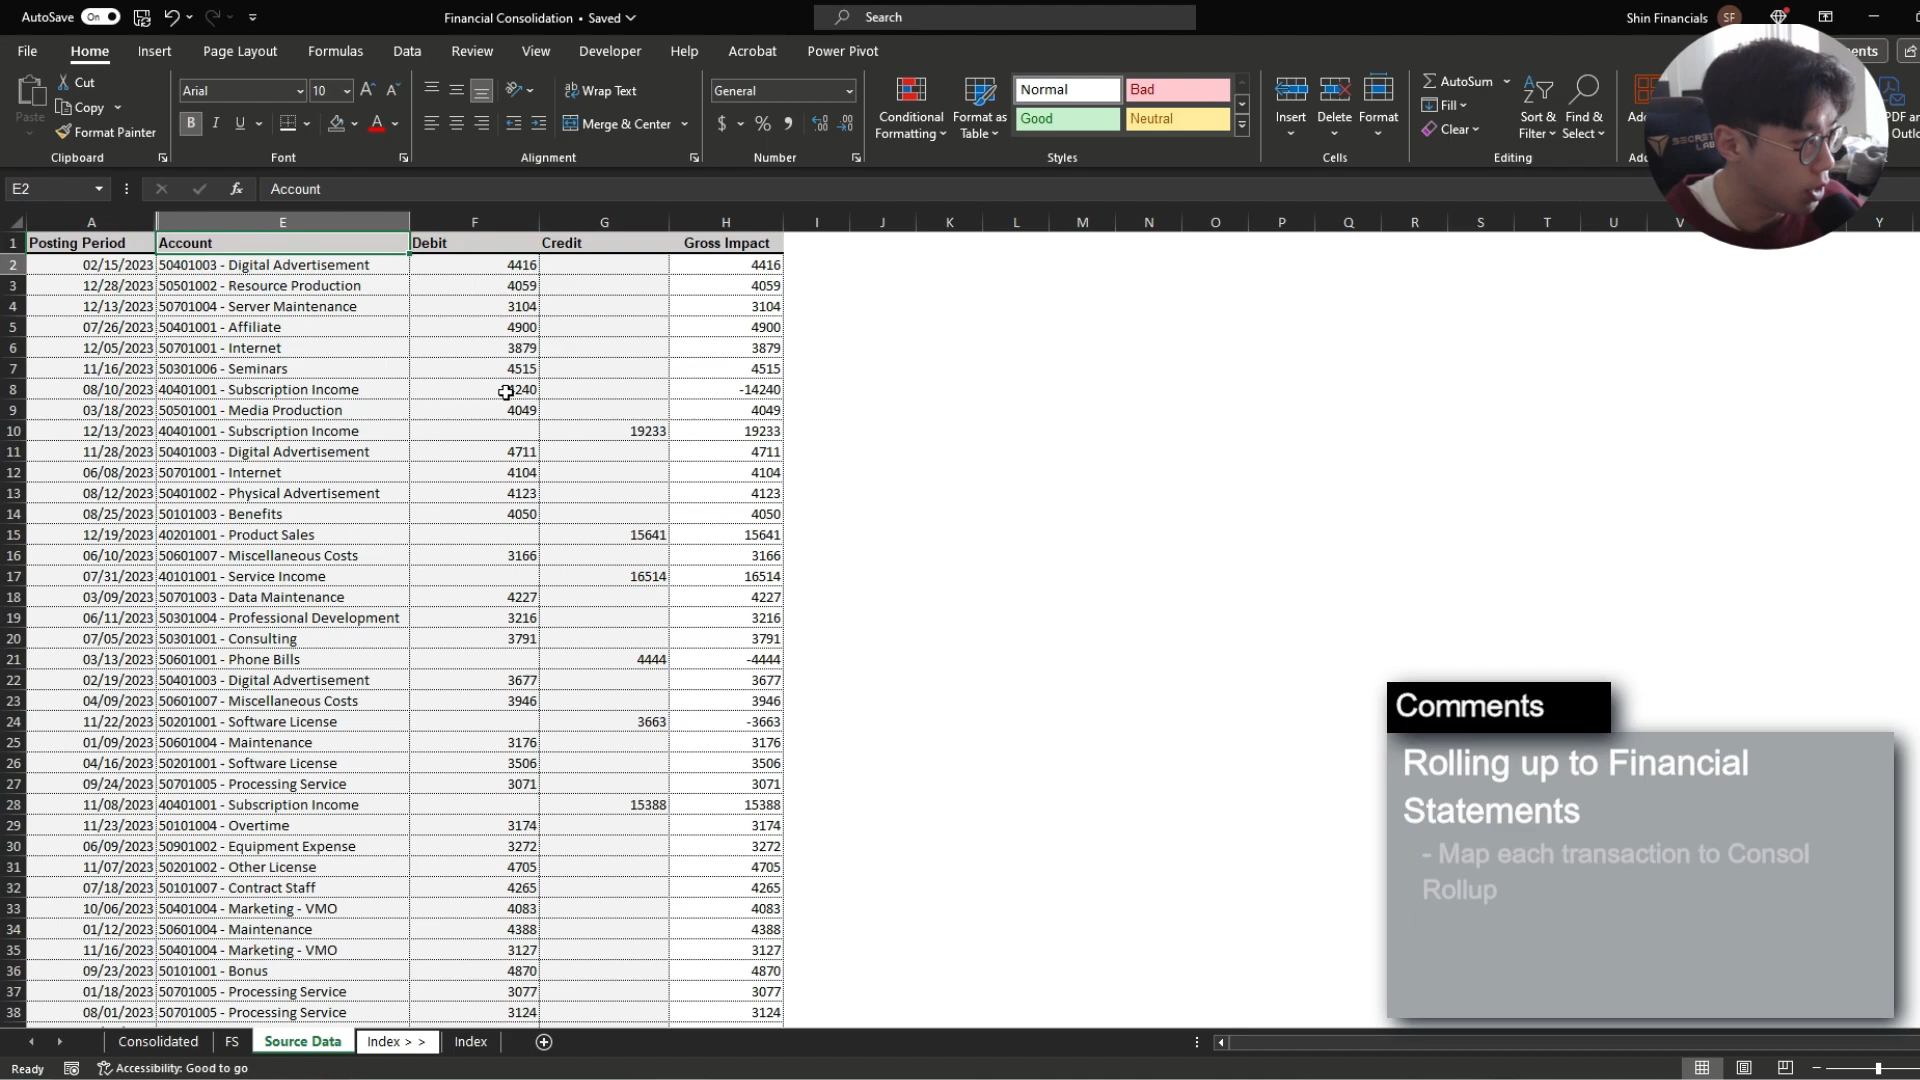 AutoSave On Financial Consolidation • Saved Search Shin Financials SF
File Home Insert Page Layout Formulas Data Review View Developer Help Acrobat Power Pivot
Paste Cut Copy Format Painter Clipboard
Arial 10 B I U Font
Wrap Text Merge & Center Alignment
General $ % Number
Conditional Formatting Format as Table Normal Bad Good Neutral Styles
Insert Delete Format Cells
AutoSum Fill Clear Sort & Filter Find & Select Editing
E2 fx Account
A E F G H I J K L M N O P Q R S T U V Y
1 Posting Period Account Debit Credit Gross Impact
2 02/15/2023 50401003 - Digital Advertisement 4416 4416
3 12/28/2023 50501002 - Resource Production 4059 4059
4 12/13/2023 50701004 - Server Maintenance 3104 3104
5 07/26/2023 50401001 - Affiliate 4900 4900
6 12/05/2023 50701001 - Internet 3879 3879
7 11/16/2023 50301006 - Seminars 4515 4515
8 08/10/2023 40401001 - Subscription Income -14240
9 03/18/2023 50501001 - Media Production 4049 4049
10 12/13/2023 40401001 - Subscription Income 19233 19233
11 11/28/2023 50401003 - Digital Advertisement 4711 4711
12 06/08/2023 50701001 - Internet 4104 4104
13 08/12/2023 50401002 - Physical Advertisement 4123 4123
14 08/25/2023 50101003 - Benefits 4050 4050
15 12/19/2023 40201001 - Product Sales 15641 15641
16 06/10/2023 50601007 - Miscellaneous Costs 3166 3166
17 07/31/2023 40101001 - Service Income 16514 16514
18 03/09/2023 50701003 - Data Maintenance 4227 4227
19 06/11/2023 50301004 - Professional Development 3216 3216
20 07/05/2023 50301001 - Consulting 3791 3791
21 03/13/2023 50601001 - Phone Bills 4444 -4444
22 02/19/2023 50401003 - Digital Advertisement 3677 3677
23 04/09/2023 50601007 - Miscellaneous Costs 3946 3946
24 11/22/2023 50201001 - Software License 3663 -3663
25 01/09/2023 50601004 - Maintenance 3176 3176
26 04/16/2023 50201001 - Software License 3506 3506
27 09/24/2023 50701005 - Processing Service 3071 3071
28 11/08/2023 40401001 - Subscription Income 15388 15388
29 11/23/2023 50101004 - Overtime 3174 3174
30 06/09/2023 50901002 - Equipment Expense 3272 3272
31 11/07/2023 50201002 - Other License 4705 4705
32 07/18/2023 50101007 - Contract Staff 4265 4265
33 10/06/2023 50401004 - Marketing - VMO 4083 4083
34 01/12/2023 50601004 - Maintenance 4388 4388
35 11/16/2023 50401004 - Marketing - VMO 3127 3127
36 09/23/2023 50101001 - Bonus 4870 4870
37 01/18/2023 50701005 - Processing Service 3077 3077
38 08/01/2023 50701005 - Processing Service 3124 3124
Comments
Rolling up to Financial
Statements
- Map each transaction to Consol
Rollup
Consolidated FS Source Data Index > > Index
Ready Accessibility: Good to go